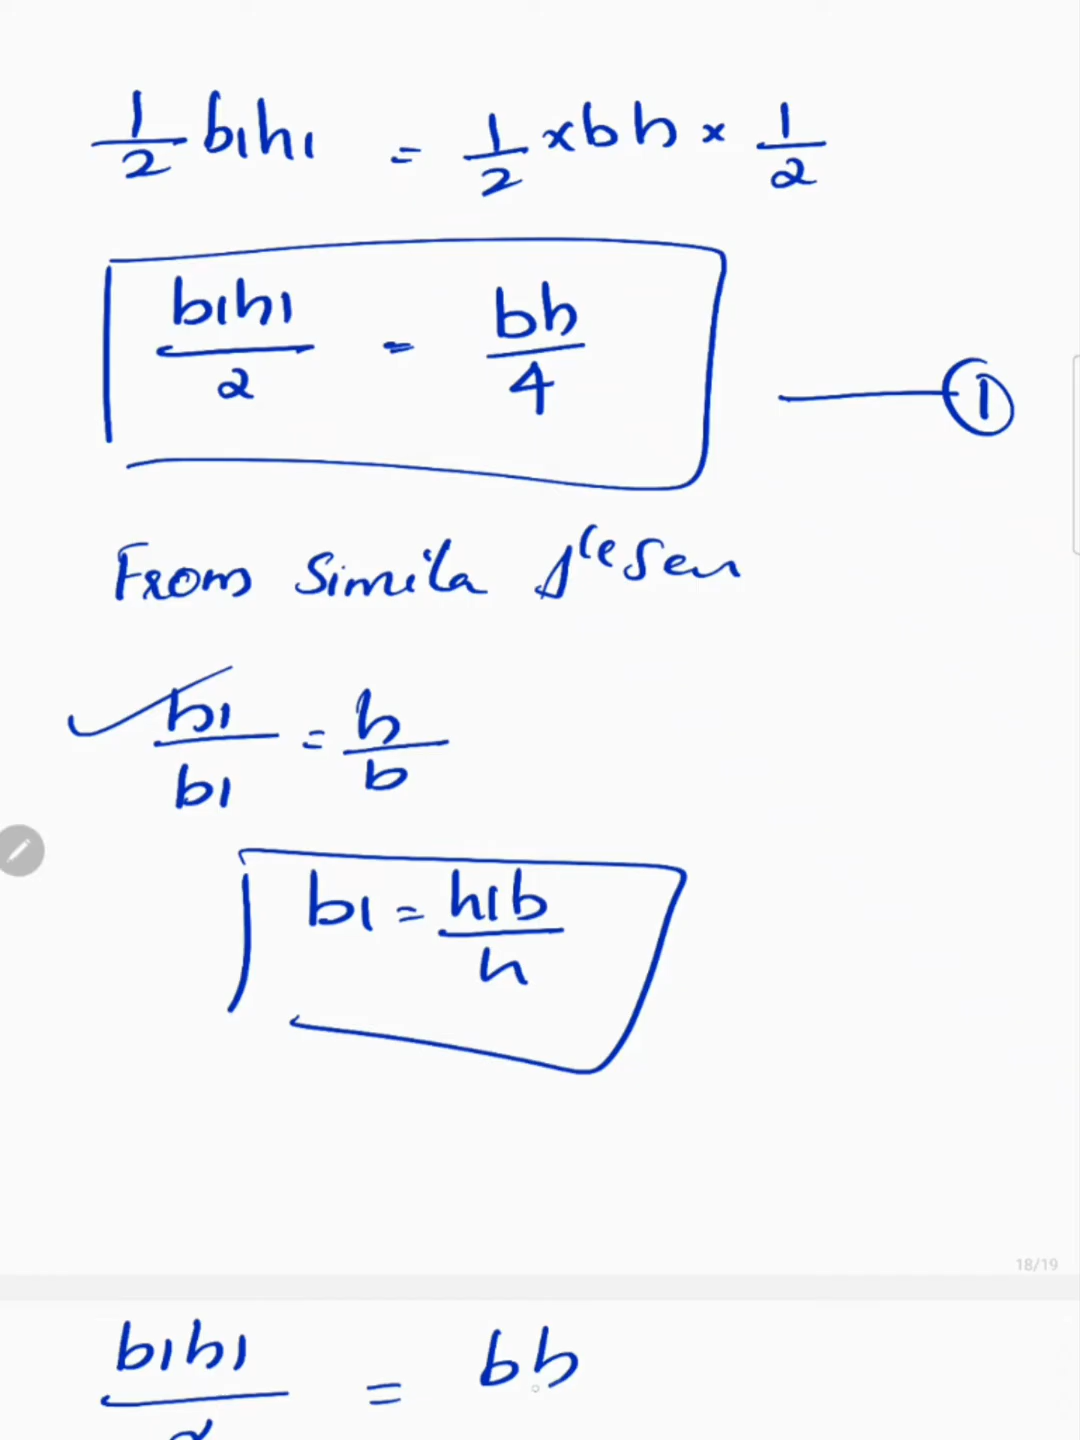 1/2 b1h1 = 1/2 × bh × 1/2
b1h1/2 = bh/4 —— ①
From Simila
h1/b1 = h/b
b1 = h1b/h
18/19
b1h1/2 = bh